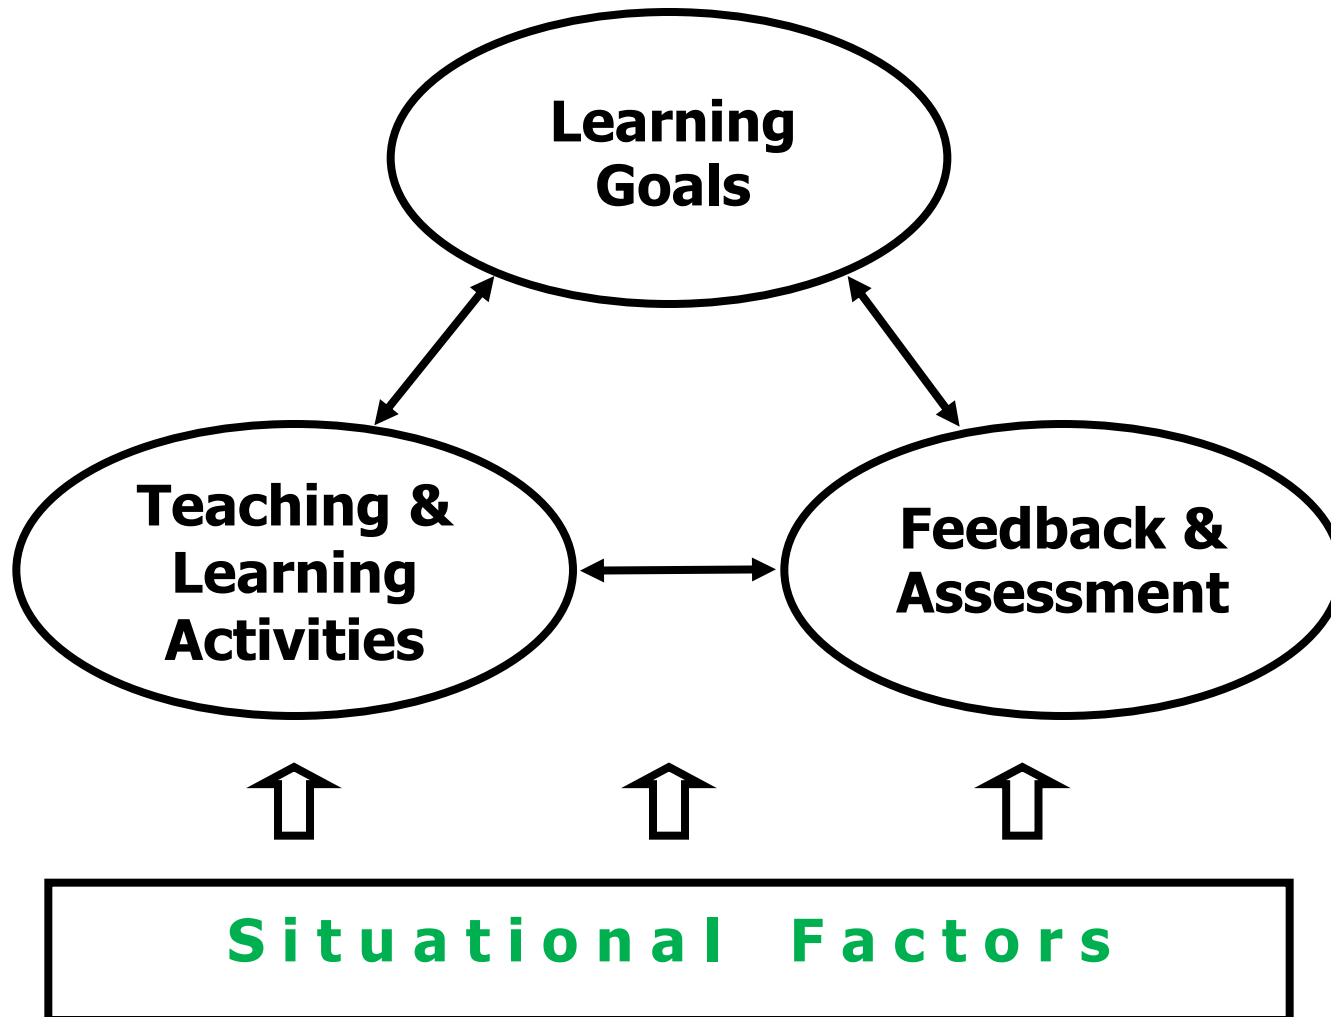 Learning
Goals
Teaching &
Learning
Activities
Feedback &
Assessment
Situational Factors